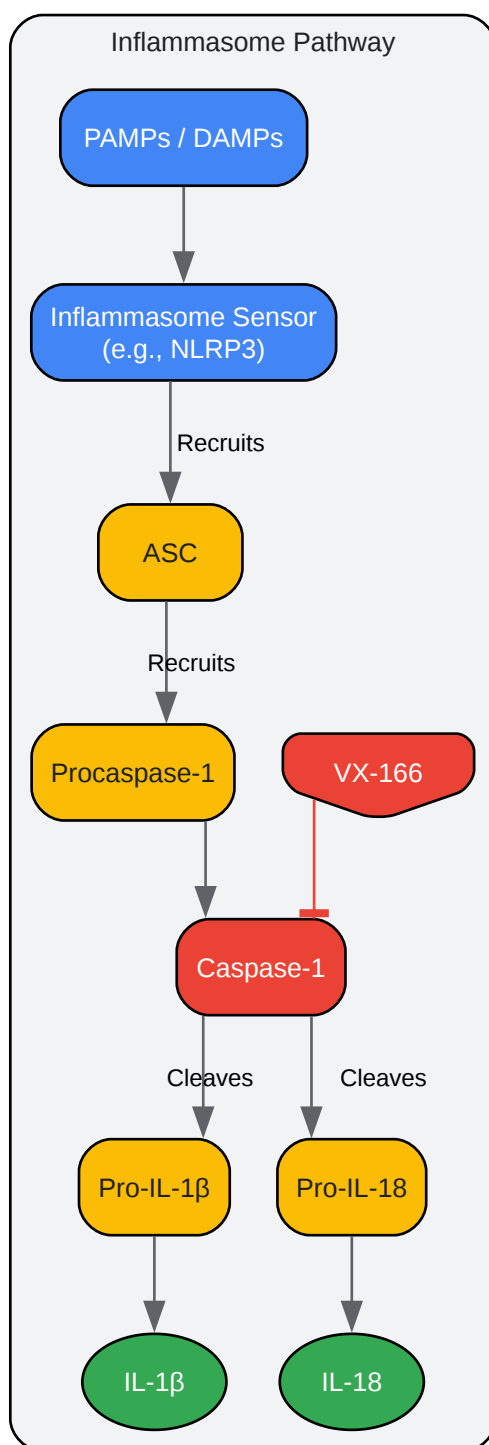 Inflammasome Pathway
PAMPs / DAMPs
Inflammasome Sensor
(e.g., NLRP3)
Recruits
ASC
Recruits
Procaspase-1
VX-166
Caspase-1
Cleaves
Cleaves
Pro-IL-1β
Pro-IL-18
IL-1β
IL-18